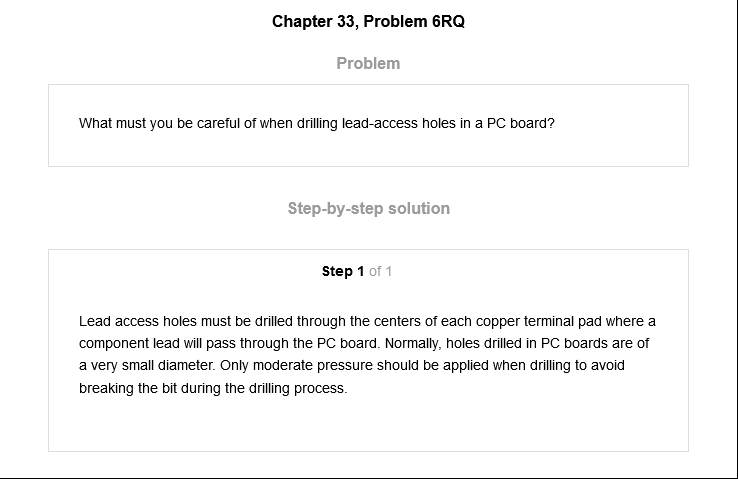 Chapter 33, Problem 6RQ
Problem
What must you be careful of when drilling lead-access holes in a PC board?
Step-by-step solution
Step 1 of 1
Lead access holes must be drilled through the centers of each copper terminal pad where a
component lead will pass through the PC board. Normally, holes drilled in PC boards are of
a very small diameter. Only moderate pressure should be applied when drilling to avoid
breaking the bit during the drilling process.